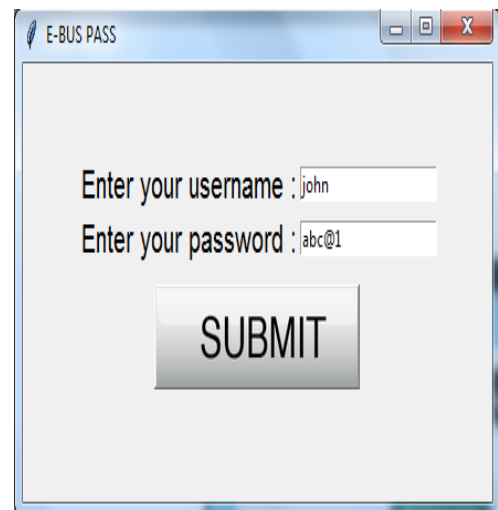 E-BUS PASS
Enter your username : john
Enter your password : abc@1
SUBMIT